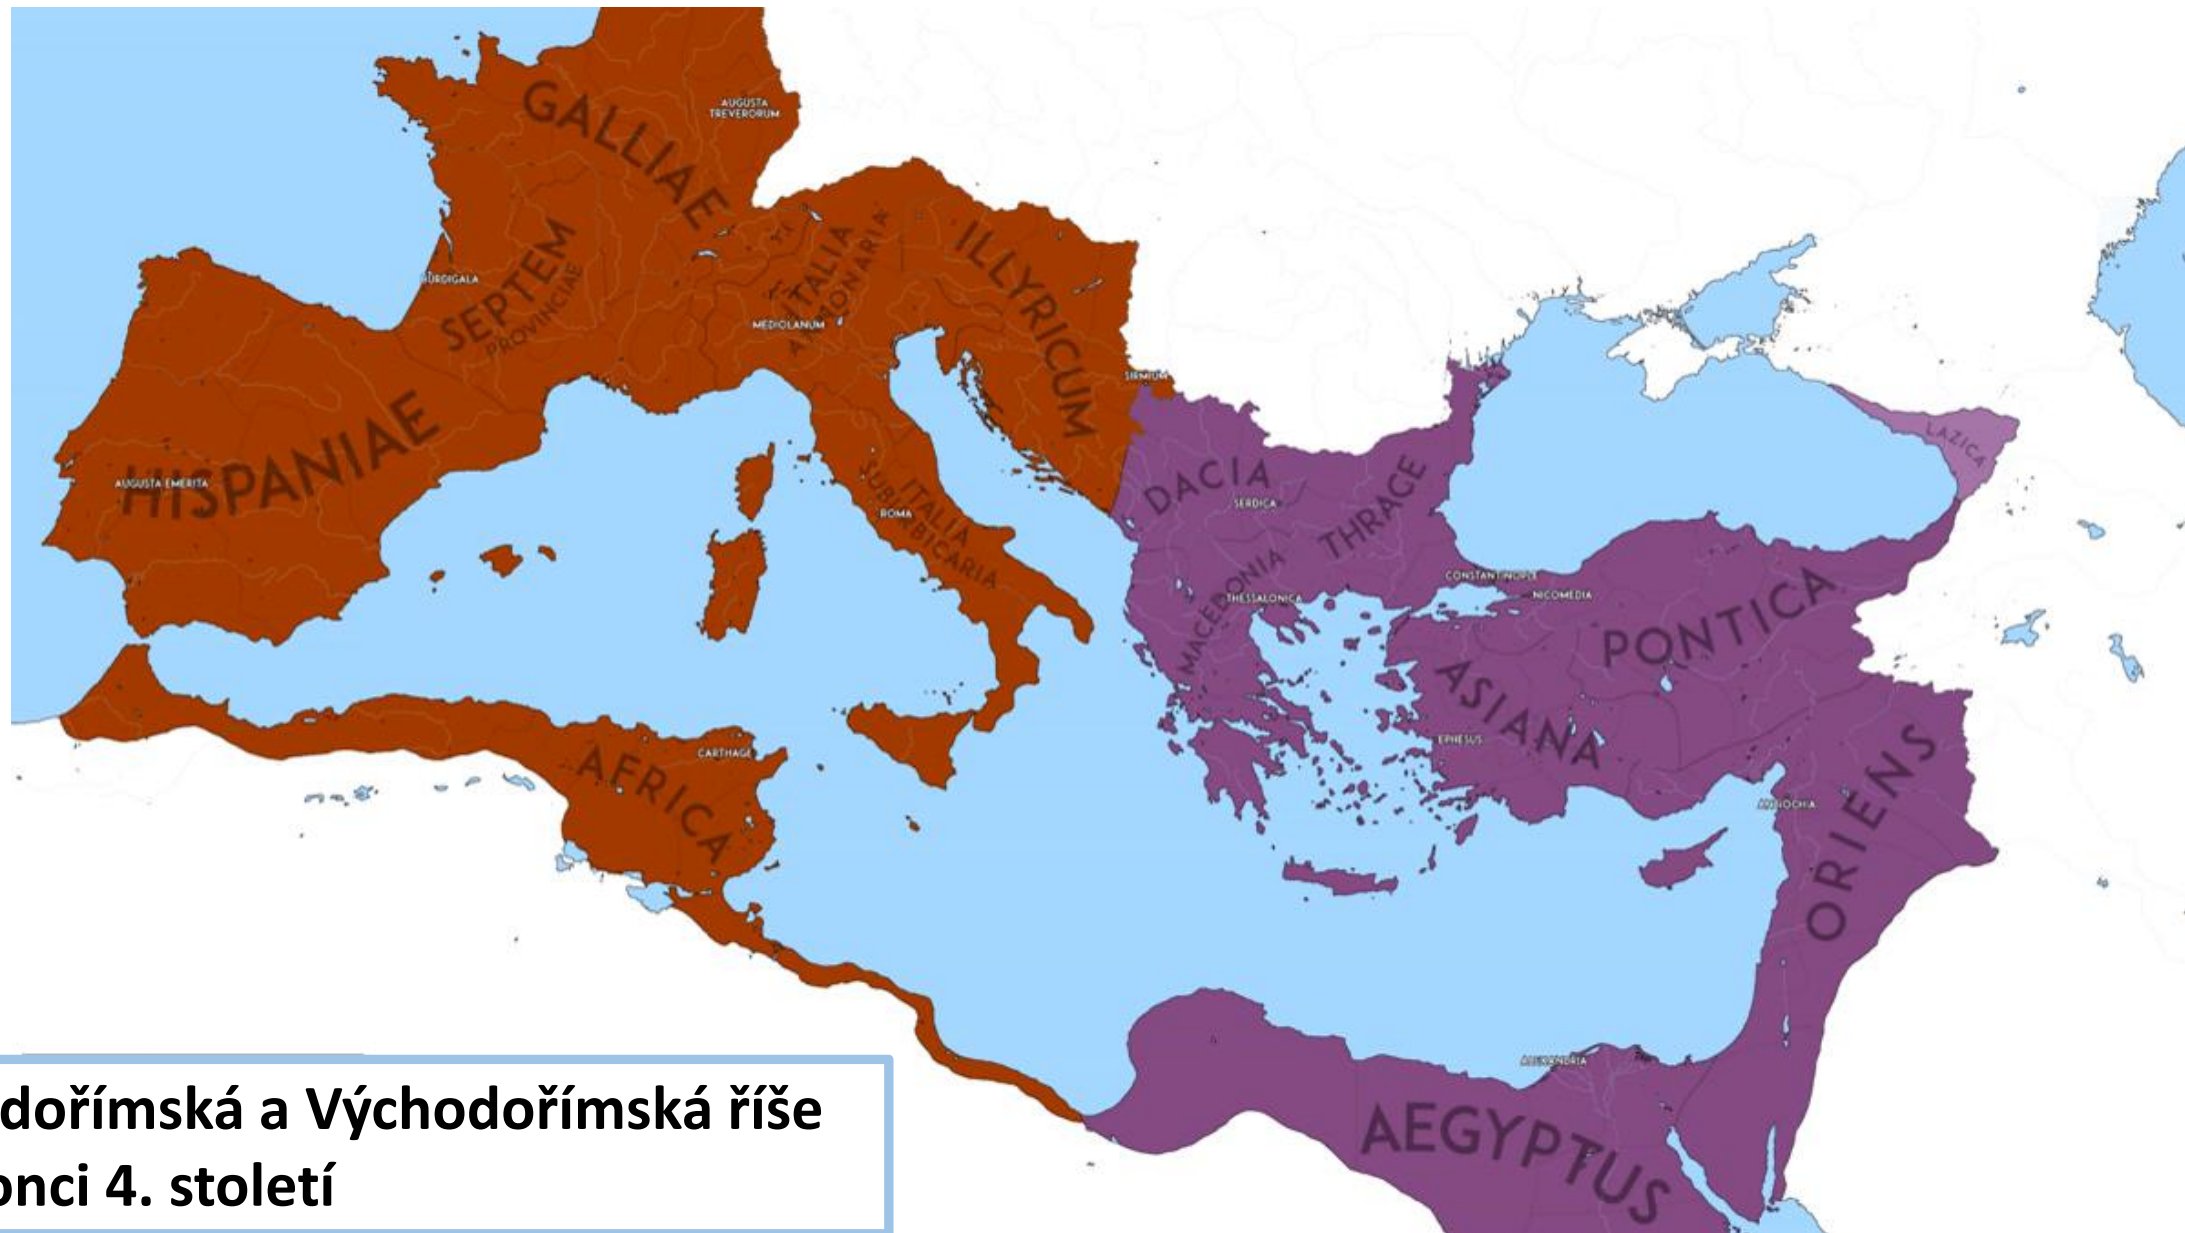 GALLIAE
AUGUSTA
TREVERORUM
SEPTEM
PROVINCIAE
BURDIGALA
ITALIA
ANNONARIA
MEDIOLANUM
ILLYRICUM
SIRMIUM
HISPANIAE
AUGUSTA EMERITA
ITALIA
SUBURBICARIA
ROMA
DACIA
SERDICA
THRACE
MACEDONIA
THESSALONICA
CONSTANTINOPLE
NICOMEDIA
LAZICA
PONTICA
ASIANA
EPHESUS
ANTIOCHIA
ORIENS
AFRICA
CARTHAGE
ALEXANDRIA
AEGYPTUS
dořímská a Východořímská říše
onci 4. století